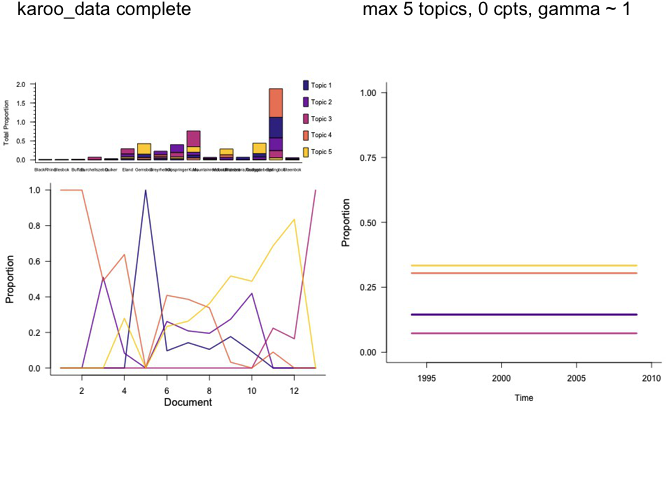 karoo_data complete
max 5 topics, 0 cpts, gamma ~ 1
Total Proportion
2.0
1.5
1.0
0.5
0.0
Topic 1
Topic 2
Topic 3
Topic 4
Topic 5
Eland
Proportion
1.0
0.8
0.6
0.4
0.2
0.0
2 4 6 8 10 12
Document
Proportion
1.00
0.75
0.50
0.25
0.00
1995 2000 2005 2010
Time